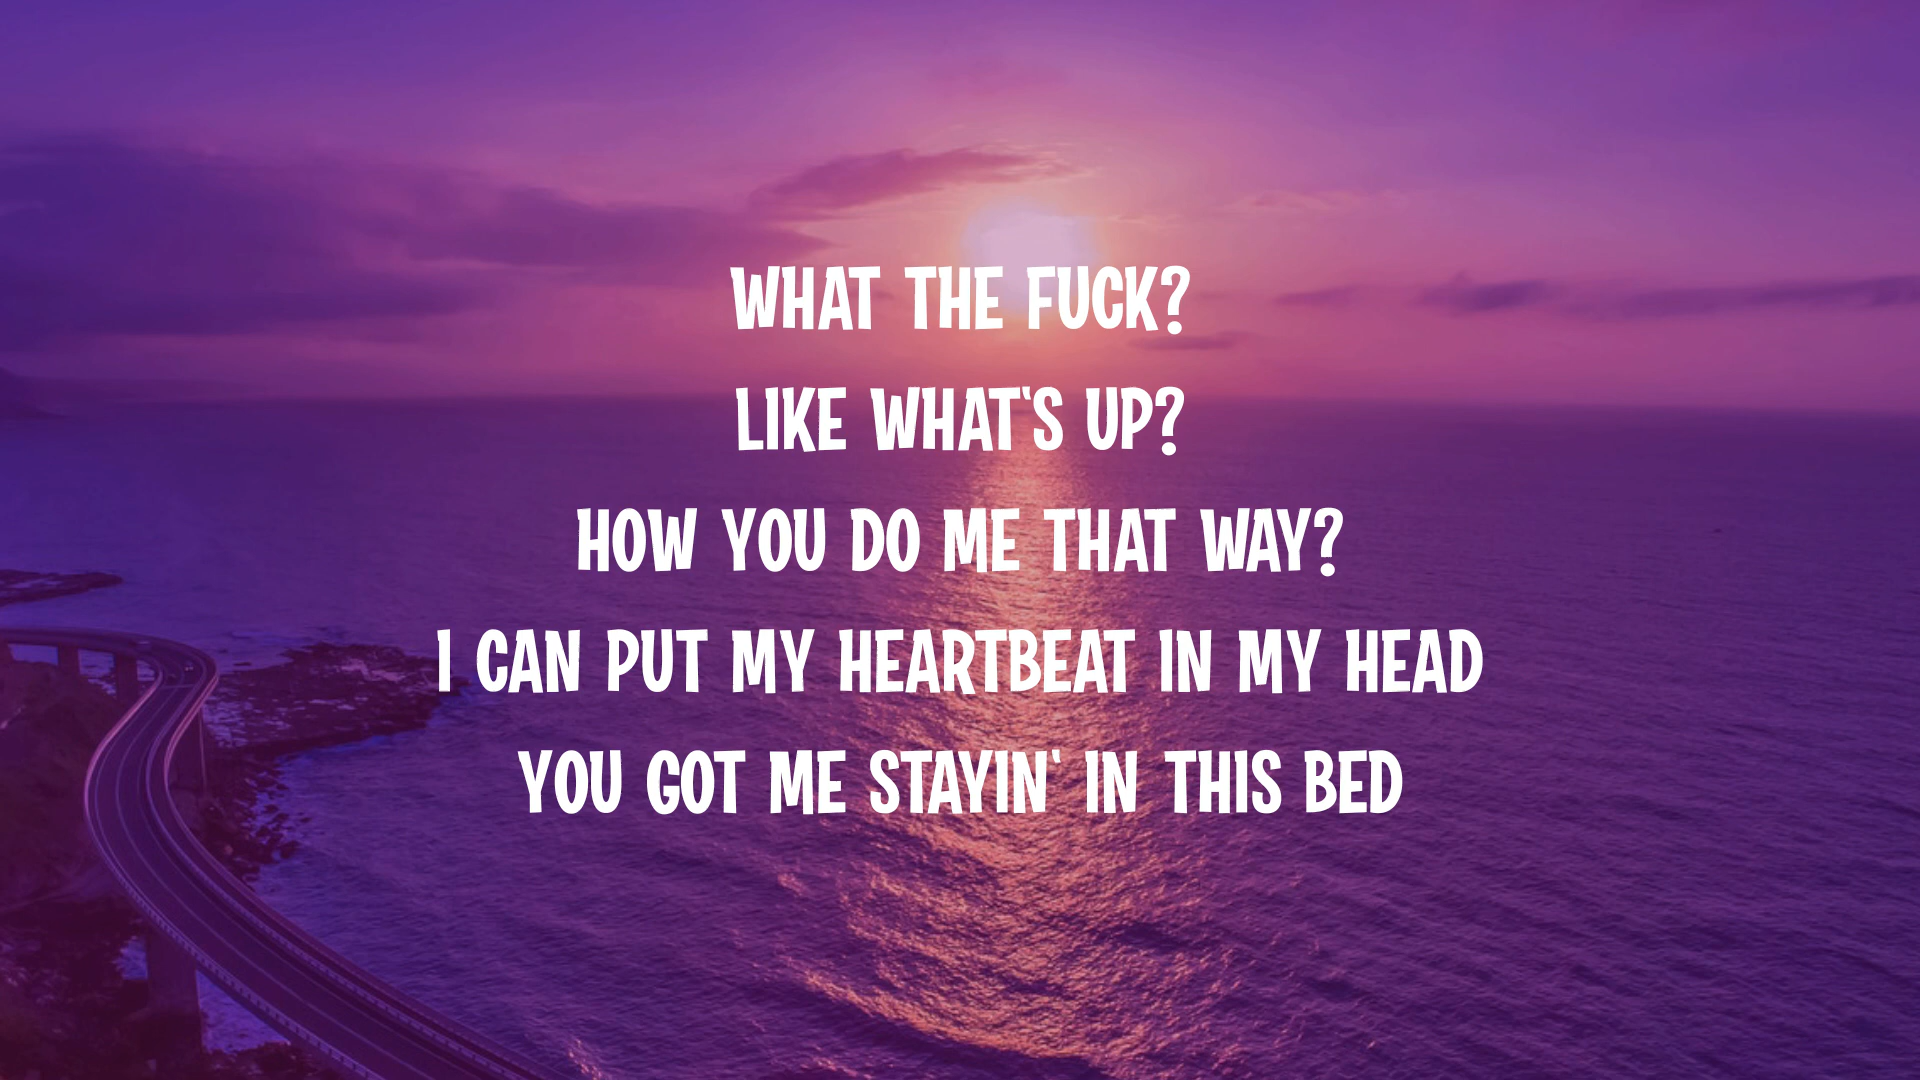 WHAT THE FUCK?
LIKE WHAT'S UP?
HOW YOU DO ME THAT WAY?
I CAN PUT MY HEARTBEAT IN MY HEAD
YOU GOT ME STAYIN' IN THIS BED